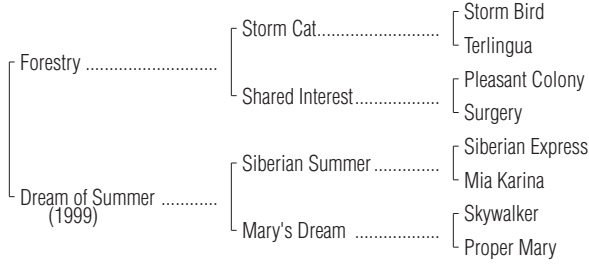 Storm Bird
Storm Cat..............................
Terlingua
Forestry ................................
Pleasant Colony
Shared Interest.....................
Surgery
Siberian Express
Siberian Summer................
Mia Karina
Dream of Summer ............
(1999)
Skywalker
Mary's Dream .....................
Proper Mary